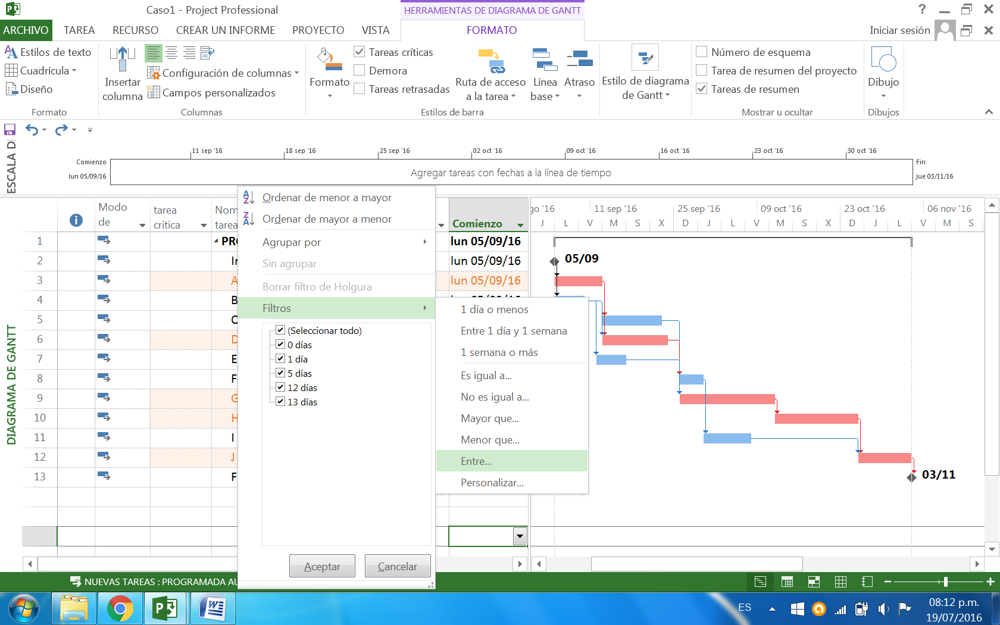 Caso1 - Project Professional
HERRAMIENTAS DE DIAGRAMA DE GANTT
?
ARCHIVO
TAREA
RECURSO
CREAR UN INFORME
PROYECTO
VISTA
FORMATO
Iniciar sesión
Estilos de texto
Cuadrícula
Diseño
Formato
Insertar
columna
Configuración de columnas
Campos personalizados
Columnas
Formato
Tareas críticas
Demora
Tareas retrasadas
Ruta de acceso
a la tarea
Línea
base
Atraso
Estilos de barra
Estilo de diagrama
de Gantt
Número de esquema
Tarea de resumen del proyecto
Tareas de resumen
Mostrar u ocultar
Dibujo
Dibujos
ESCALA D
11 sep '16
18 sep '16
25 sep '16
02 oct '16
09 oct '16
16 oct '16
23 oct '16
30 oct '16
Comienzo
lun 05/09/16
Agregar tareas con fechas a la línea de tiempo
Fin
jue 03/11/16
DIAGRAMA DE GANTT
Modo
de
tarea
critica
Nom
tarea
Comienzo
go '16
11 sep '16
25 sep '16
09 oct '16
23 oct '16
06 nov '16
J L V M S X D J L V M S X D J L V M S
1 PRO lun 05/09/16
2 In lun 05/09/16
3 A lun 05/09/16
4 B
5 C
6 D
7 E
8 F
9 G
10 H
11 I
12 J
13 F
05/09
03/11
Ordenar de menor a mayor
Ordenar de mayor a menor
Agrupar por
Sin agrupar
Borrar filtro de Holgura
Filtros
(Seleccionar todo)
0 días
1 día
5 días
12 días
13 días
Aceptar
Cancelar
1 día o menos
Entre 1 día y 1 semana
1 semana o más
Es igual a...
No es igual a...
Mayor que...
Menor que...
Entre...
Personalizar...
NUEVAS TAREAS : PROGRAMADA AU
ES
08:12 p.m.
19/07/2016